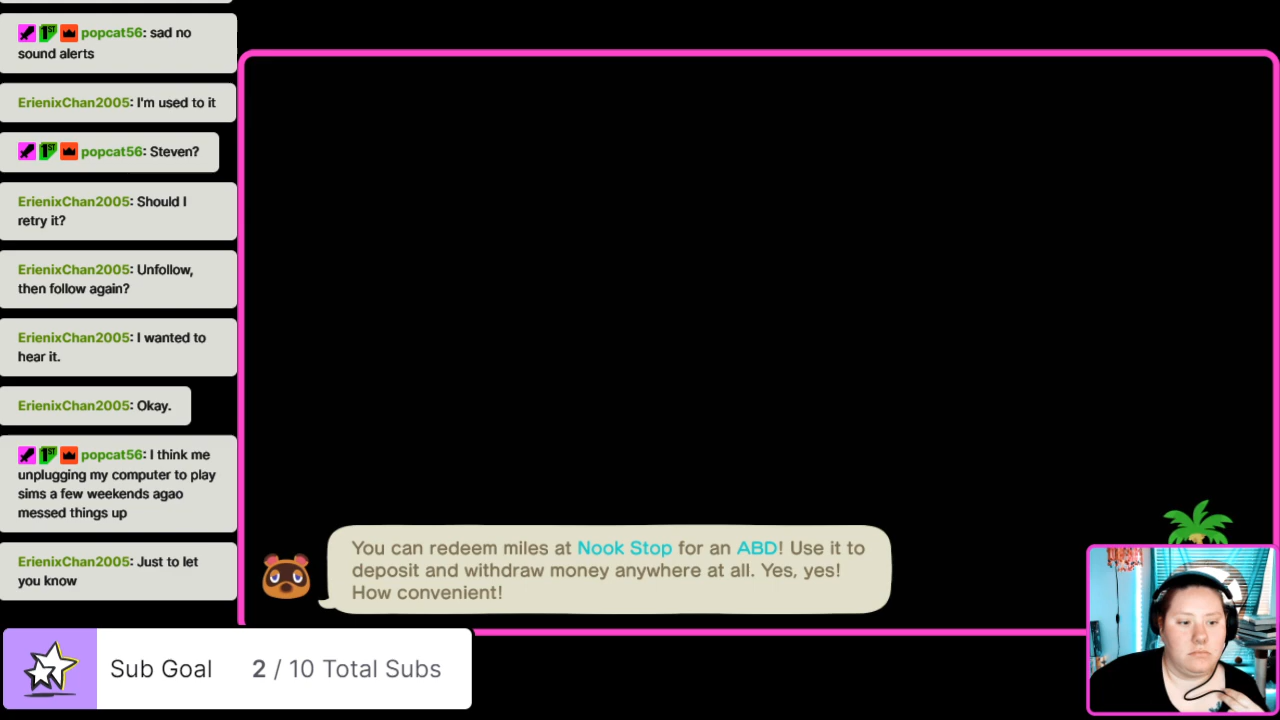 1ST popcat56: sad no
sound alerts
ErienixChan2005: I'm used to it
1ST popcat56: Steven?
ErienixChan2005: Should I
retry it?
ErienixChan2005: Unfollow,
then follow again?
ErienixChan2005: I wanted to
hear it.
ErienixChan2005: Okay.
1ST popcat56: I think me
unplugging my computer to play
sims a few weekends agao
messed things up
ErienixChan2005: Just to let
you know
You can redeem miles at Nook Stop for an ABD! Use it to
deposit and withdraw money anywhere at all. Yes, yes!
How convenient!
Sub Goal 2 / 10 Total Subs